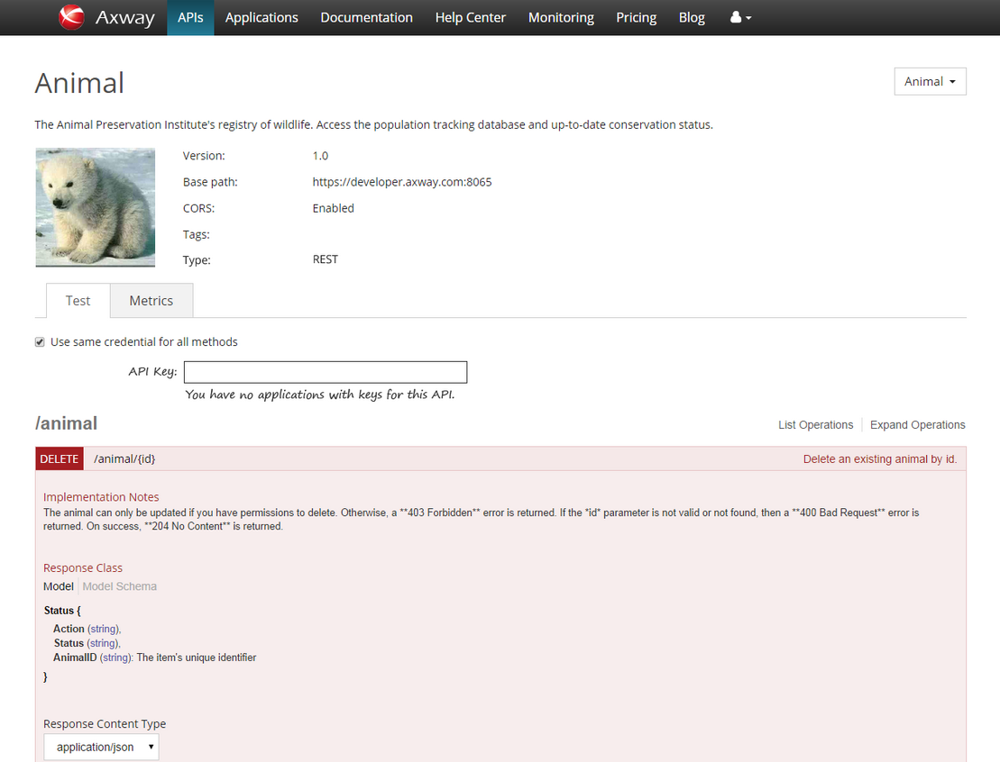 Axway APIs Applications Documentation Help Center Monitoring Pricing Blog
Animal
Animal
The Animal Preservation Institute's registry of wildlife. Access the population tracking database and up-to-date conservation status.
Version: 1.0
Base path: https://developer.axway.com:8065
CORS: Enabled
Tags:
Type: REST
Test Metrics
Use same credential for all methods
API Key:
You have no applications with keys for this API.
/animal List Operations Expand Operations
DELETE /animal/{id} Delete an existing animal by id.
Implementation Notes
The animal can only be updated if you have permissions to delete. Otherwise, a **403 Forbidden** error is returned. If the *id* parameter is not valid or not found, then a **400 Bad Request** error is
returned. On success, **204 No Content** is returned.
Response Class
Model Model Schema
Status {
Action (string),
Status (string),
AnimalID (string): The item's unique identifier
}
Response Content Type
application/json